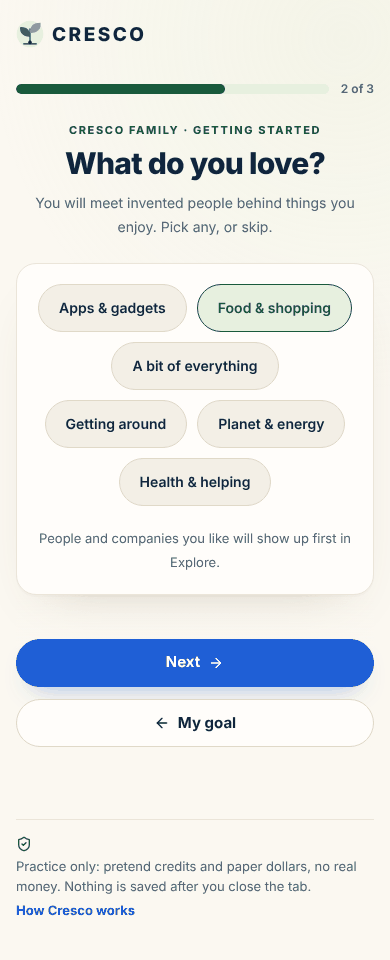 CRESCO
2 of 3
CRESCO FAMILY · GETTING STARTED
What do you love?
You will meet invented people behind things you
enjoy. Pick any, or skip.
Apps & gadgets
Food & shopping
A bit of everything
Getting around
Planet & energy
Health & helping
People and companies you like will show up first in
Explore.
Next →
← My goal
Practice only: pretend credits and paper dollars, no real
money. Nothing is saved after you close the tab.
How Cresco works